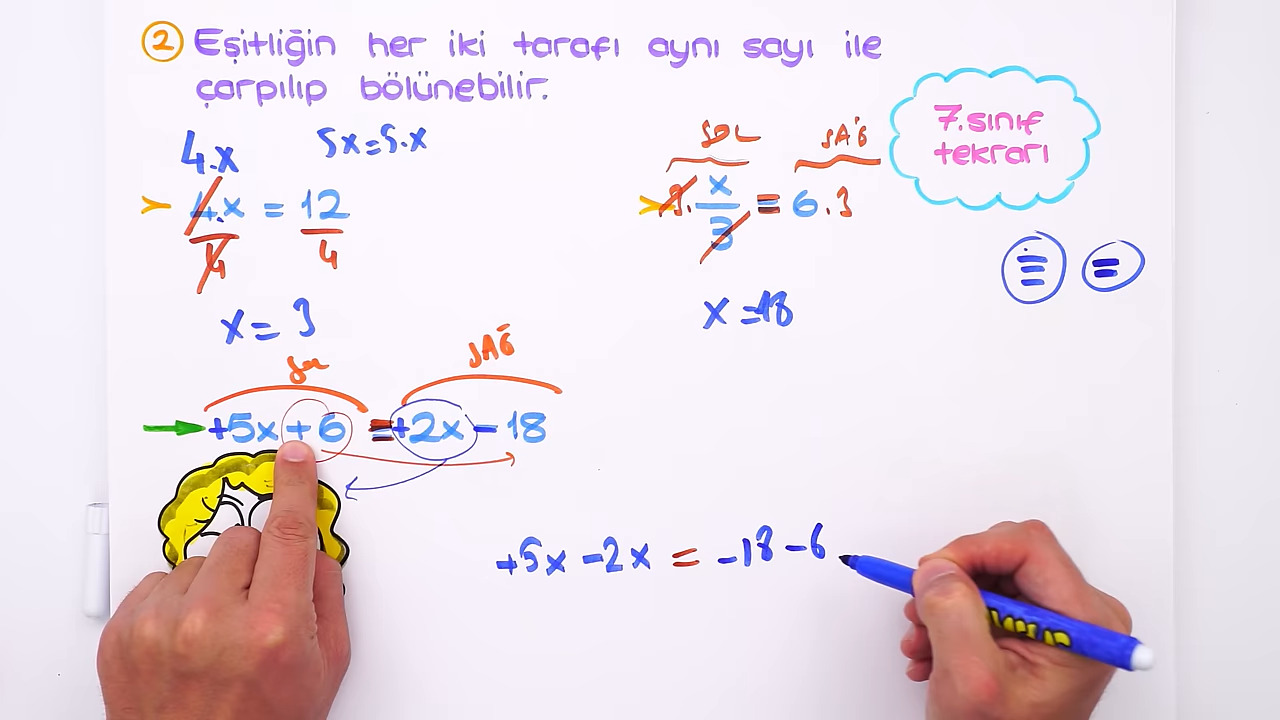 2 Eşitliğin her iki tarafı aynı sayı ile
çarpılıp bölünebilir.
7.sınıf
tekrarı
4.x
5x=5.x
4.x = 12
4 4
x = 3
SOL SAĞ
3. x = 6.3
3
x = 18
= =
SOL SAĞ
+5x + 6 = +2x - 18
+5x - 2x = -18 - 6